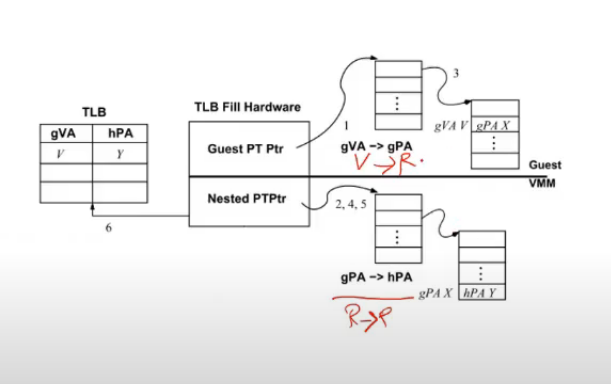 TLB
gVA hPA
V Y
6
TLB Fill Hardware
Guest PT Ptr
Nested PTPtr
1
3
gVA -> gPA
V → R.
gVA V gPA X
Guest
VMM
2, 4, 5
gPA -> hPA
R → P
gPA X hPA Y